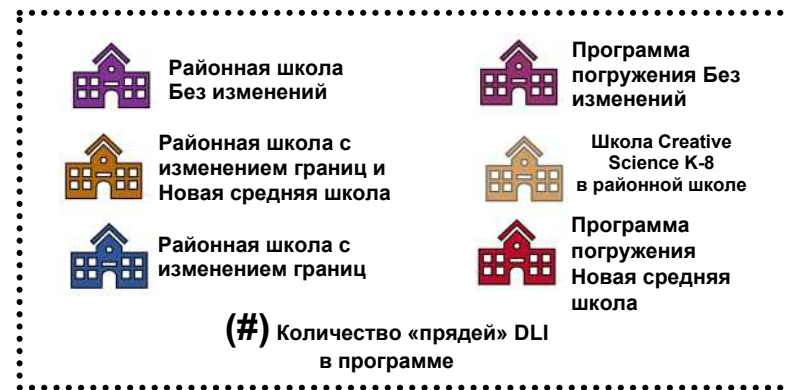 Районная школа
Без изменений
Программа
погружения Без
изменений
Районная школа с
изменением границ и
Новая средняя школа
Школа Creative
Science K-8
в районной школе
Районная школа с
изменением границ
Программа
погружения
Новая средняя
школа
(#) Количество «прядей» DLI
в программе